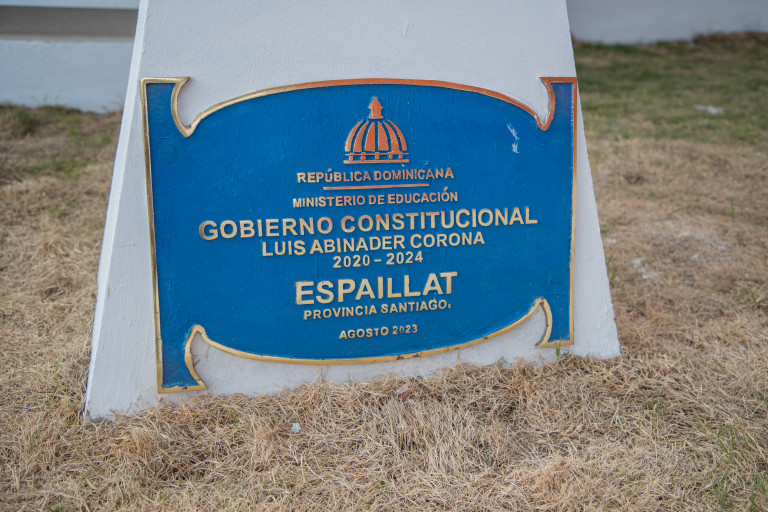 REPÚBLICA DOMINICANA
MINISTERIO DE EDUCACIÓN
GOBIERNO CONSTITUCIONAL
LUIS ABINADER CORONA
2020 - 2024
ESPAILLAT
PROVINCIA SANTIAGO
AGOSTO 2023